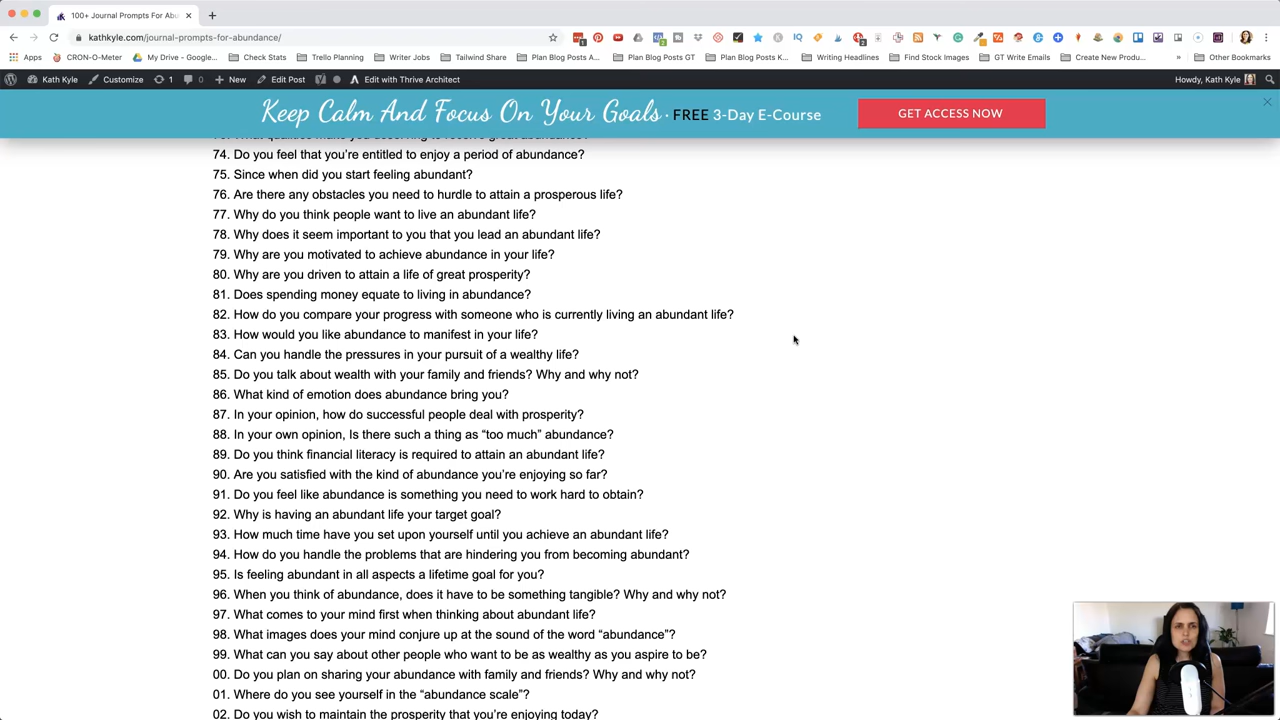 100+ Journal Prompts For Abu
kathkyle.com/journal-prompts-for-abundance/
Apps CRON-O-Meter My Drive - Google... Check Stats Trello Planning Writer Jobs Tailwind Share Plan Blog Posts A... Plan Blog Posts GT Plan Blog Posts K... Writing Headlines Find Stock Images GT Write Emails Create New Produ... » Other Bookmarks
Kath Kyle Customize 1 0 New Edit Post Edit with Thrive Architect Howdy, Kath Kyle
Keep Calm And Focus On Your Goals · FREE 3-Day E-Course GET ACCESS NOW
74. Do you feel that you’re entitled to enjoy a period of abundance?
75. Since when did you start feeling abundant?
76. Are there any obstacles you need to hurdle to attain a prosperous life?
77. Why do you think people want to live an abundant life?
78. Why does it seem important to you that you lead an abundant life?
79. Why are you motivated to achieve abundance in your life?
80. Why are you driven to attain a life of great prosperity?
81. Does spending money equate to living in abundance?
82. How do you compare your progress with someone who is currently living an abundant life?
83. How would you like abundance to manifest in your life?
84. Can you handle the pressures in your pursuit of a wealthy life?
85. Do you talk about wealth with your family and friends? Why and why not?
86. What kind of emotion does abundance bring you?
87. In your opinion, how do successful people deal with prosperity?
88. In your own opinion, Is there such a thing as “too much” abundance?
89. Do you think financial literacy is required to attain an abundant life?
90. Are you satisfied with the kind of abundance you’re enjoying so far?
91. Do you feel like abundance is something you need to work hard to obtain?
92. Why is having an abundant life your target goal?
93. How much time have you set upon yourself until you achieve an abundant life?
94. How do you handle the problems that are hindering you from becoming abundant?
95. Is feeling abundant in all aspects a lifetime goal for you?
96. When you think of abundance, does it have to be something tangible? Why and why not?
97. What comes to your mind first when thinking about abundant life?
98. What images does your mind conjure up at the sound of the word “abundance”?
99. What can you say about other people who want to be as wealthy as you aspire to be?
00. Do you plan on sharing your abundance with family and friends? Why and why not?
01. Where do you see yourself in the “abundance scale”?
02. Do you wish to maintain the prosperity that you’re enjoying today?